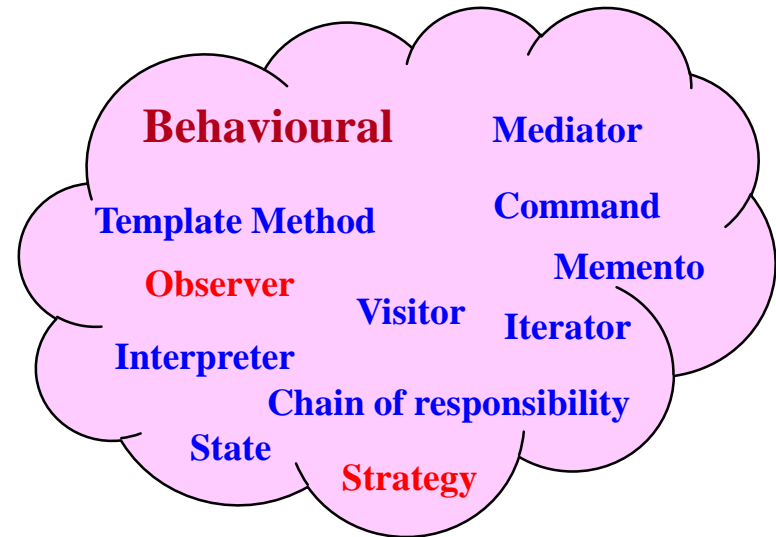 Behavioural
Mediator
Template Method
Command
Observer
Memento
Visitor
Iterator
Interpreter
Chain of responsibility
State
Strategy